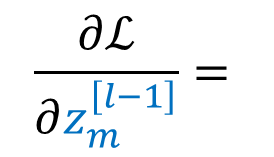 ∂ℒ / ∂z_m^{[l-1]} =